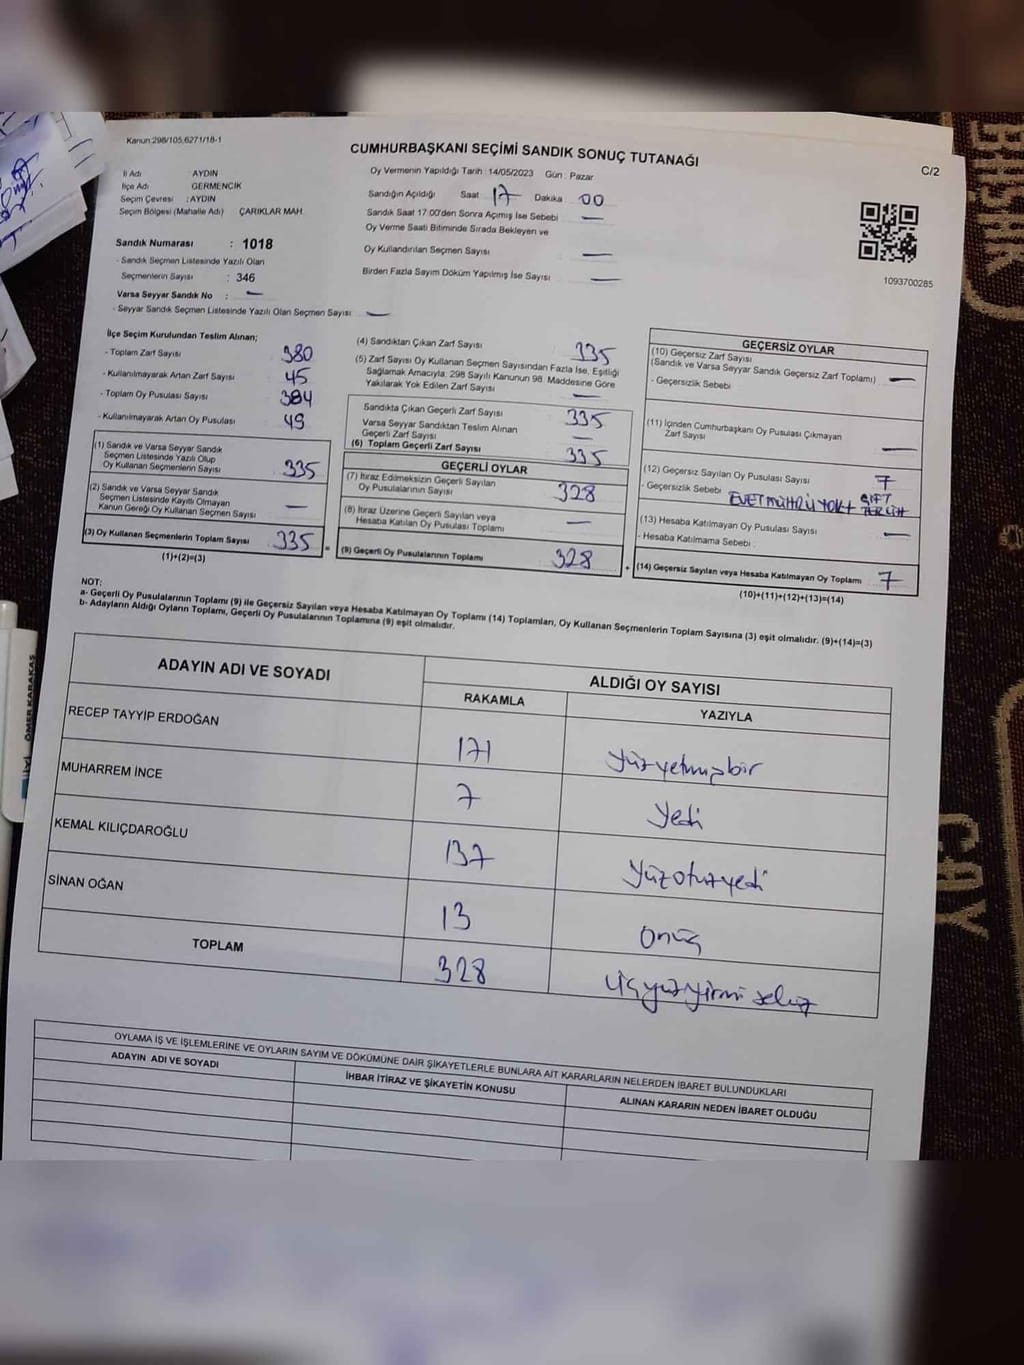 Kanun:298/105,6271/18-1
CUMHURBAŞKANI SEÇİMİ SANDIK SONUÇ TUTANAĞI
C/2
İl Adı AYDIN
İlçe Adı GERMENCİK
Seçim Çevresi : AYDIN
Seçim Bölgesi (Mahalle Adı) ÇARIKLAR MAH.
Sandık Numarası : 1018
- Sandık Seçmen Listesinde Yazılı Olan
Seçmenlerin Sayısı : 346
Varsa Seyyar Sandık No : —
- Seyyar Sandık Seçmen Listesinde Yazılı Olan Seçmen Sayısı : —
Oy Vermenin Yapıldığı Tarih : 14/05/2023 Gün : Pazar
Sandığın Açıldığı Saat 17 Dakika 00
Sandık Saat 17:00'den Sonra Açımış İse Sebebi —
Oy Verme Saati Bitiminde Sırada Bekleyen ve
Oy Kullandırılan Seçmen Sayısı —
Birden Fazla Sayım Döküm Yapılmış İse Sayısı —
1093700285
İlçe Seçim Kurulundan Teslim Alınan;
- Toplam Zarf Sayısı 380
- Kullanılmayarak Artan Zarf Sayısı 45
- Toplam Oy Pusulası Sayısı 384
- Kullanılmayarak Artan Oy Pusulası 49
(1) Sandık ve Varsa Seyyar Sandık
Seçmen Listesinde Yazılı Olup
Oy Kullanan Seçmenlerin Sayısı 335
(2) Sandık ve Varsa Seyyar Sandık
Seçmen Listesinde Kayıtlı Olmayan
Kanun Gereği Oy Kullanan Seçmen Sayısı —
(3) Oy Kullanan Seçmenlerin Toplam Sayısı 335
(1)+(2)=(3)
(4) Sandıktan Çıkan Zarf Sayısı 335
(5) Zarf Sayısı Oy Kullanan Seçmen Sayısından Fazla İse, Eşitliği
Sağlamak Amacıyla; 298 Sayılı Kanunun 98. Maddesine Göre
Yakılarak Yok Edilen Zarf Sayısı —
Sandıkta Çıkan Geçerli Zarf Sayısı 335
Varsa Seyyar Sandıktan Teslim Alınan
Geçerli Zarf Sayısı —
(6) Toplam Geçerli Zarf Sayısı 335
GEÇERLİ OYLAR
(7) İtiraz Edilmeksizin Geçerli Sayılan
Oy Pusulalarının Sayısı 328
(8) İtiraz Üzerine Geçerli Sayılan veya
Hesaba Katılan Oy Pusulası Toplamı —
(9) Geçerli Oy Pusulalarının Toplamı 328
GEÇERSİZ OYLAR
(10) Geçersiz Zarf Sayısı
(Sandık ve Varsa Seyyar Sandık Geçersiz Zarf Toplamı) —
- Geçersizlik Sebebi
(11) İçinden Cumhurbaşkanı Oy Pusulası Çıkmayan
Zarf Sayısı —
(12) Geçersiz Sayılan Oy Pusulası Sayısı 7
- Geçersizlik Sebebi EVET MÜHRÜ YOK + ÇİFT TERCİH
(13) Hesaba Katılmayan Oy Pusulası Sayısı —
- Hesaba Katılmama Sebebi
(14) Geçersiz Sayılan veya Hesaba Katılmayan Oy Toplamı 7
(10)+(11)+(12)+(13)=(14)
NOT:
a- Geçerli Oy Pusulalarının Toplamı (9) ile Geçersiz Sayılan veya Hesaba Katılmayan Oy Toplamı (14) Toplamları, Oy Kullanan Seçmenlerin Toplam Sayısına (3) eşit olmalıdır. (9)+(14)=(3)
b- Adayların Aldığı Oyların Toplamı, Geçerli Oy Pusulalarının Toplamına (9) eşit olmalıdır.
ADAYIN ADI VE SOYADI ALDIĞI OY SAYISI
RAKAMLA YAZIYLA
RECEP TAYYİP ERDOĞAN 171 yüzyetmişbir
MUHARREM İNCE 7 yedi
KEMAL KILIÇDAROĞLU 137 yüzotuzyedi
SİNAN OĞAN 13 onüç
TOPLAM 328 üçyüzyirmi sekiz
OYLAMA İŞ VE İŞLEMLERİNE VE OYLARIN SAYIM VE DÖKÜMÜNE DAİR ŞİKAYETLERLE BUNLARA AİT KARARLARIN NELERDEN İBARET BULUNDUKLARI
ADAYIN ADI VE SOYADI İHBAR İTİRAZ VE ŞİKAYETİN KONUSU ALINAN KARARIN NEDEN İBARET OLDUĞU
ÖMER KARAKAŞ
BAŞAK
ÇAY